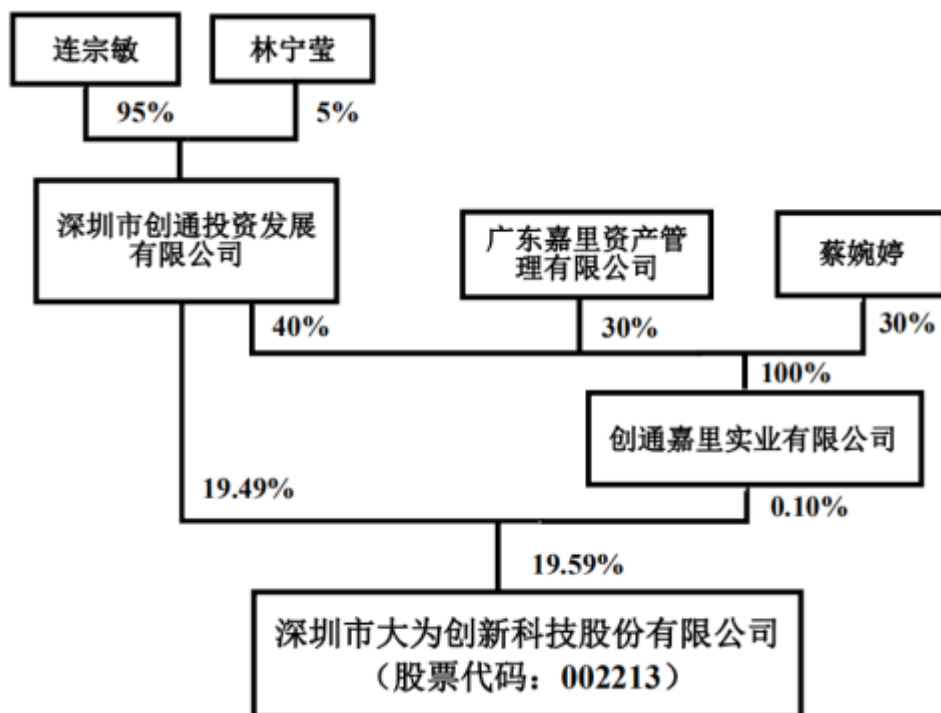 连宗敏
林宁莹
95%
5%
深圳市创通投资发展
有限公司
广东嘉里资产管
理有限公司
蔡婉婷
40%
30%
30%
100%
创通嘉里实业有限公司
19.49%
0.10%
19.59%
深圳市大为创新科技股份有限公司
（股票代码：002213）